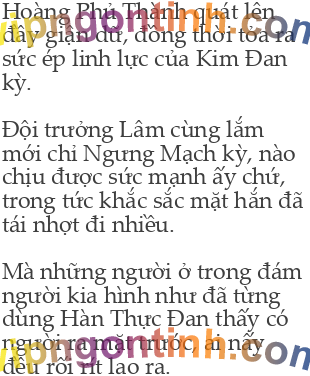 Hoàng Phủ Thành quát lên
đầy giận dữ, đồng thời tỏa ra
sức ép linh lực của Kim Đan
kỳ.
Đội trưởng Lâm cùng lắm
mới chỉ Ngưng Mạch kỳ, nào
chịu được sức mạnh ấy chứ,
trong tức khắc sắc mặt hắn đã
tái nhợt đi nhiều.
Mà những người ở trong đám
người kia hình như đã từng
dùng Hàn Thực Đan thấy có
người ra mặt trước, ai nấy
đều rối rít lao ra.
vipngontinh.com
vipngontinh.com